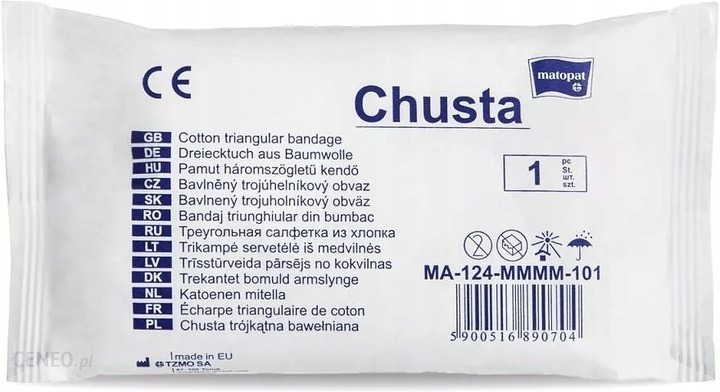 matopat
Chusta
CE
GB Cotton triangular bandage
DE Dreiecktuch aus Baumwolle
HU Pamut háromszögletű kendő
CZ Bavlněný trojúhelníkový obvaz
SK Bavlnený trojuholníkový obväz
RO Bandaj triunghiular din bumbac
RU Треугольная салфетка из хлопка
LT Trikampė servetėlė iš medvilnės
LV Trīsstūrveida pārsējs no kokvilnas
DK Trekantet bomuld armslynge
NL Katoenen mitella
FR Écharpe triangulaire de coton
PL Chusta trójkątna bawełniana
1 pc
St.
шт.
szt.
2
MA-124-MMMM-101
5 900516 890704
made in EU
TZMO SA
CENEO.pl